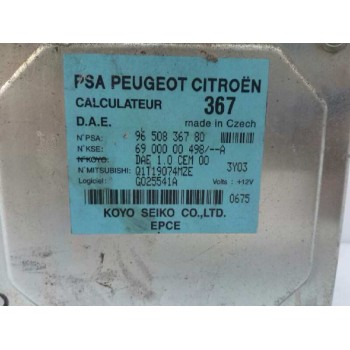 PSA PEUGEOT CITROËN
CALCULATEUR 367
D.A.E. made in Czech
N°PSA: 96 508 367 80
N°KSE: 69 000 00 498/--A
N°KOYO: DAE 1.0 CEM 00
N°MITSUBISHI: Q1T19074MZE 3Y03
Logiciel: G025541A Volts : +12V
0675
KOYO SEIKO CO.,LTD.
EPCE